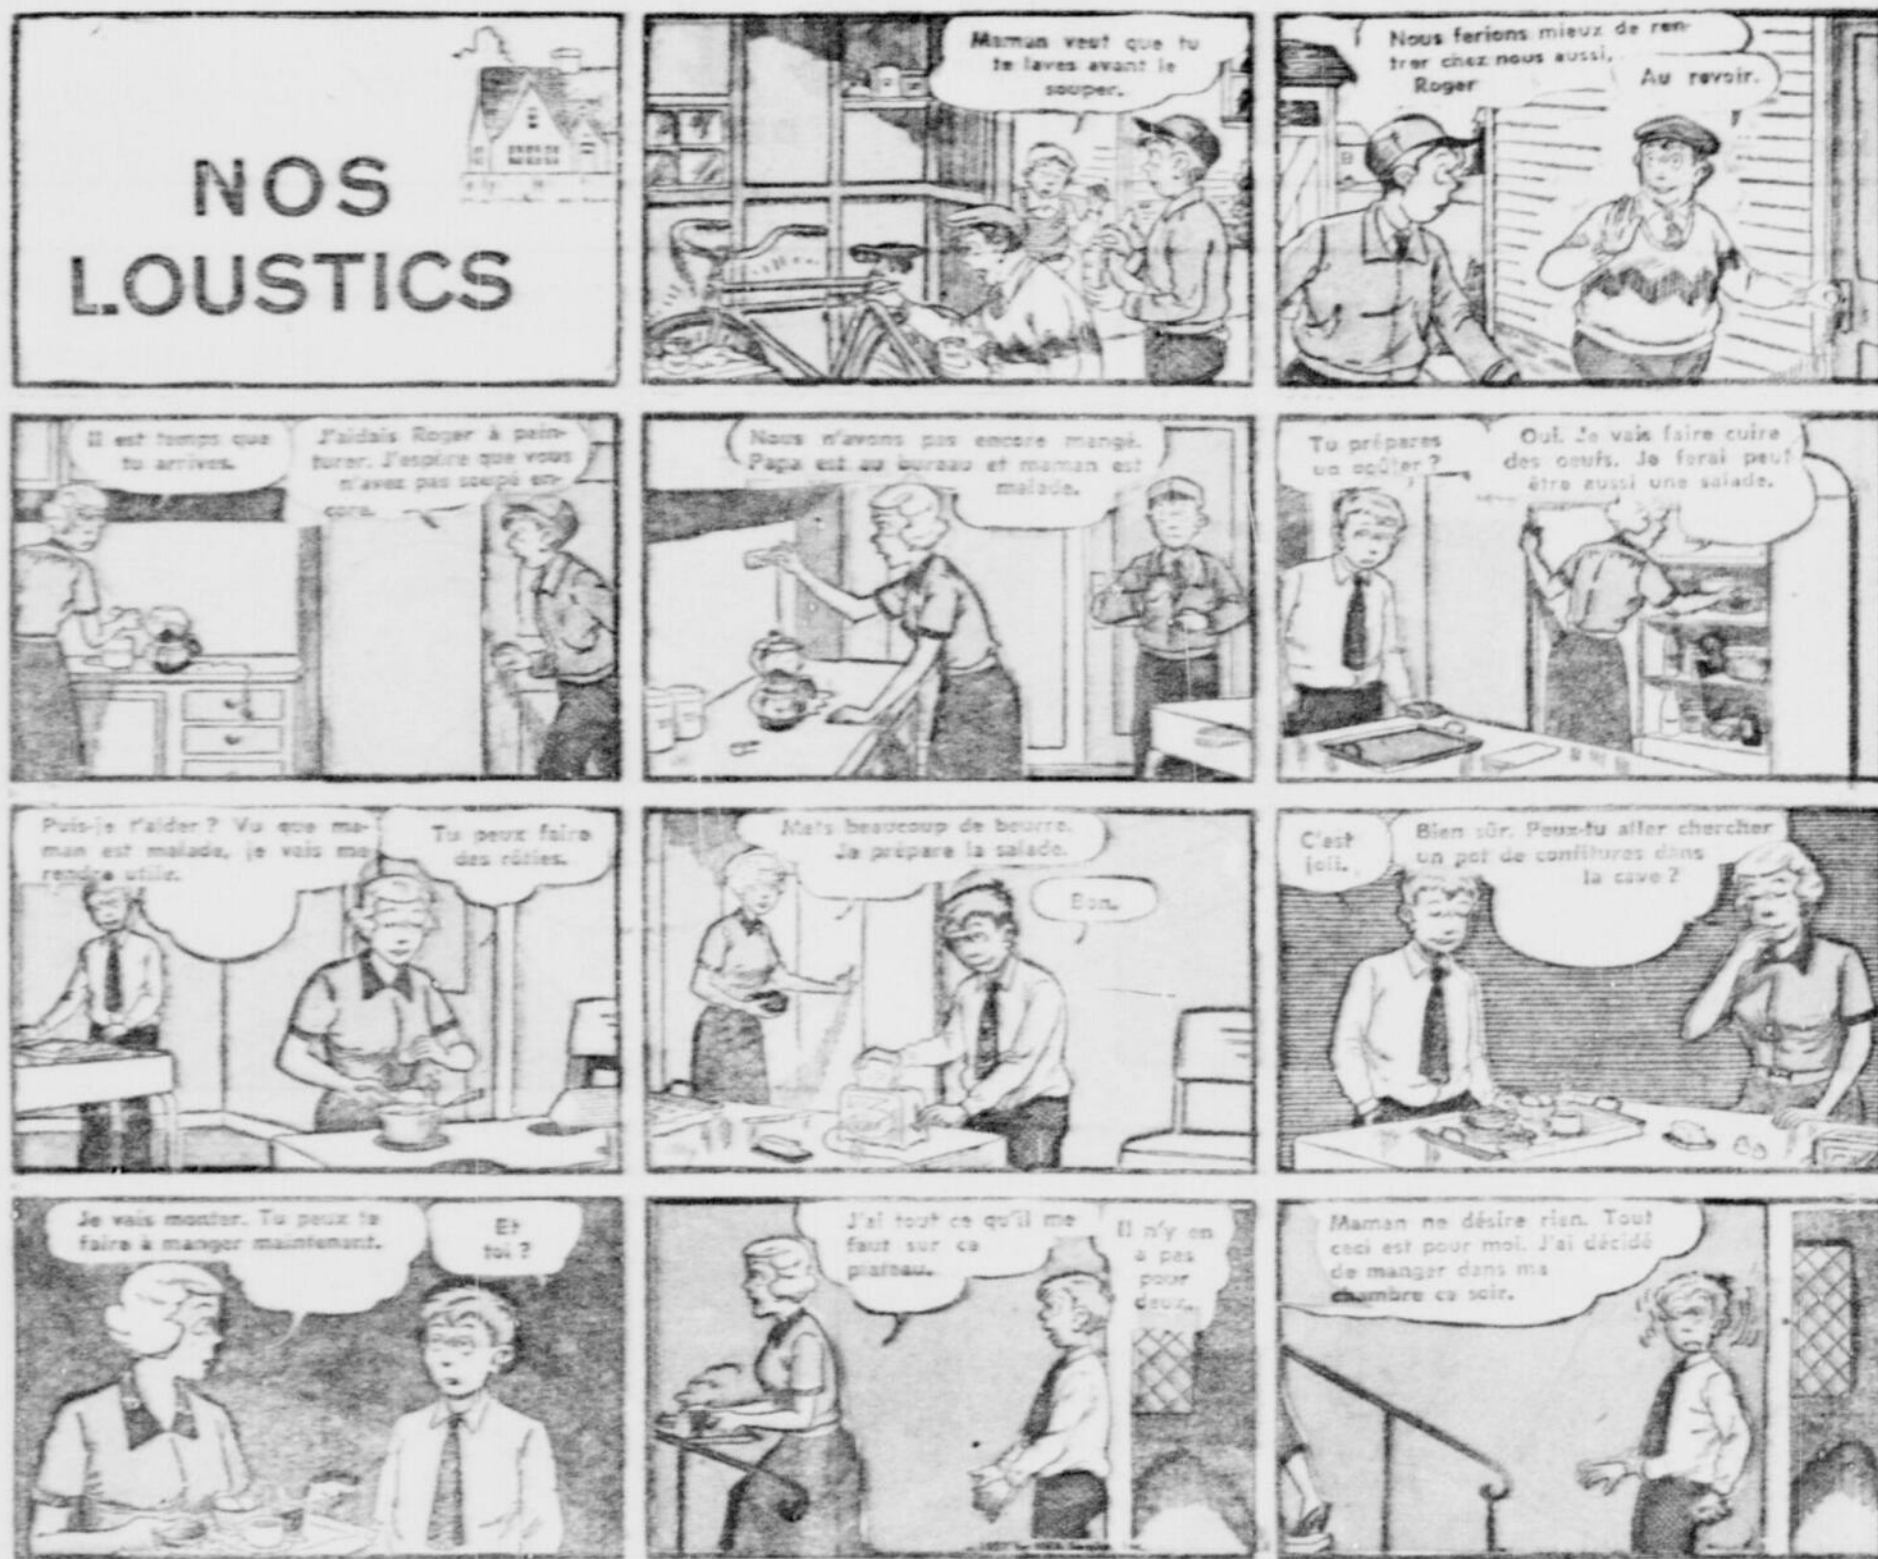 NOS
LOUSTICS
Maman veut que tu
te laves avant le
souper.
Nous ferions mieux de ren-
trer chez nous aussi,
Roger
Au revoir.
Il est temps que
tu arrives.
J'aidais Roger à pein-
turer. J'espère que vous
n'avez pas soupé en-
core.
Nous n'avons pas encore mangé.
Papa est au bureau et maman est
malade.
Tu prépares
un goûter?
Oui. Je vais faire cuire
des oeufs. Je ferai peut
être aussi une salade.
Puis-je t'aider? Vu que ma-
man est malade, je vais me
rendre utile.
Tu peux faire
des rôties.
Mets beaucoup de beurre.
Je prépare la salade.
Bon.
C'est
joli.
Bien sûr. Peux-tu aller chercher
un pot de confitures dans
la cave?
Je vais monter. Tu peux te
faire à manger maintenant.
Et
toi?
J'ai tout ce qu'il me
faut sur ce
plateau.
Il n'y en
a pas
pour
deux.
Maman ne désire rien. Tout
ceci est pour moi. J'ai décidé
de manger dans ma
chambre ce soir.